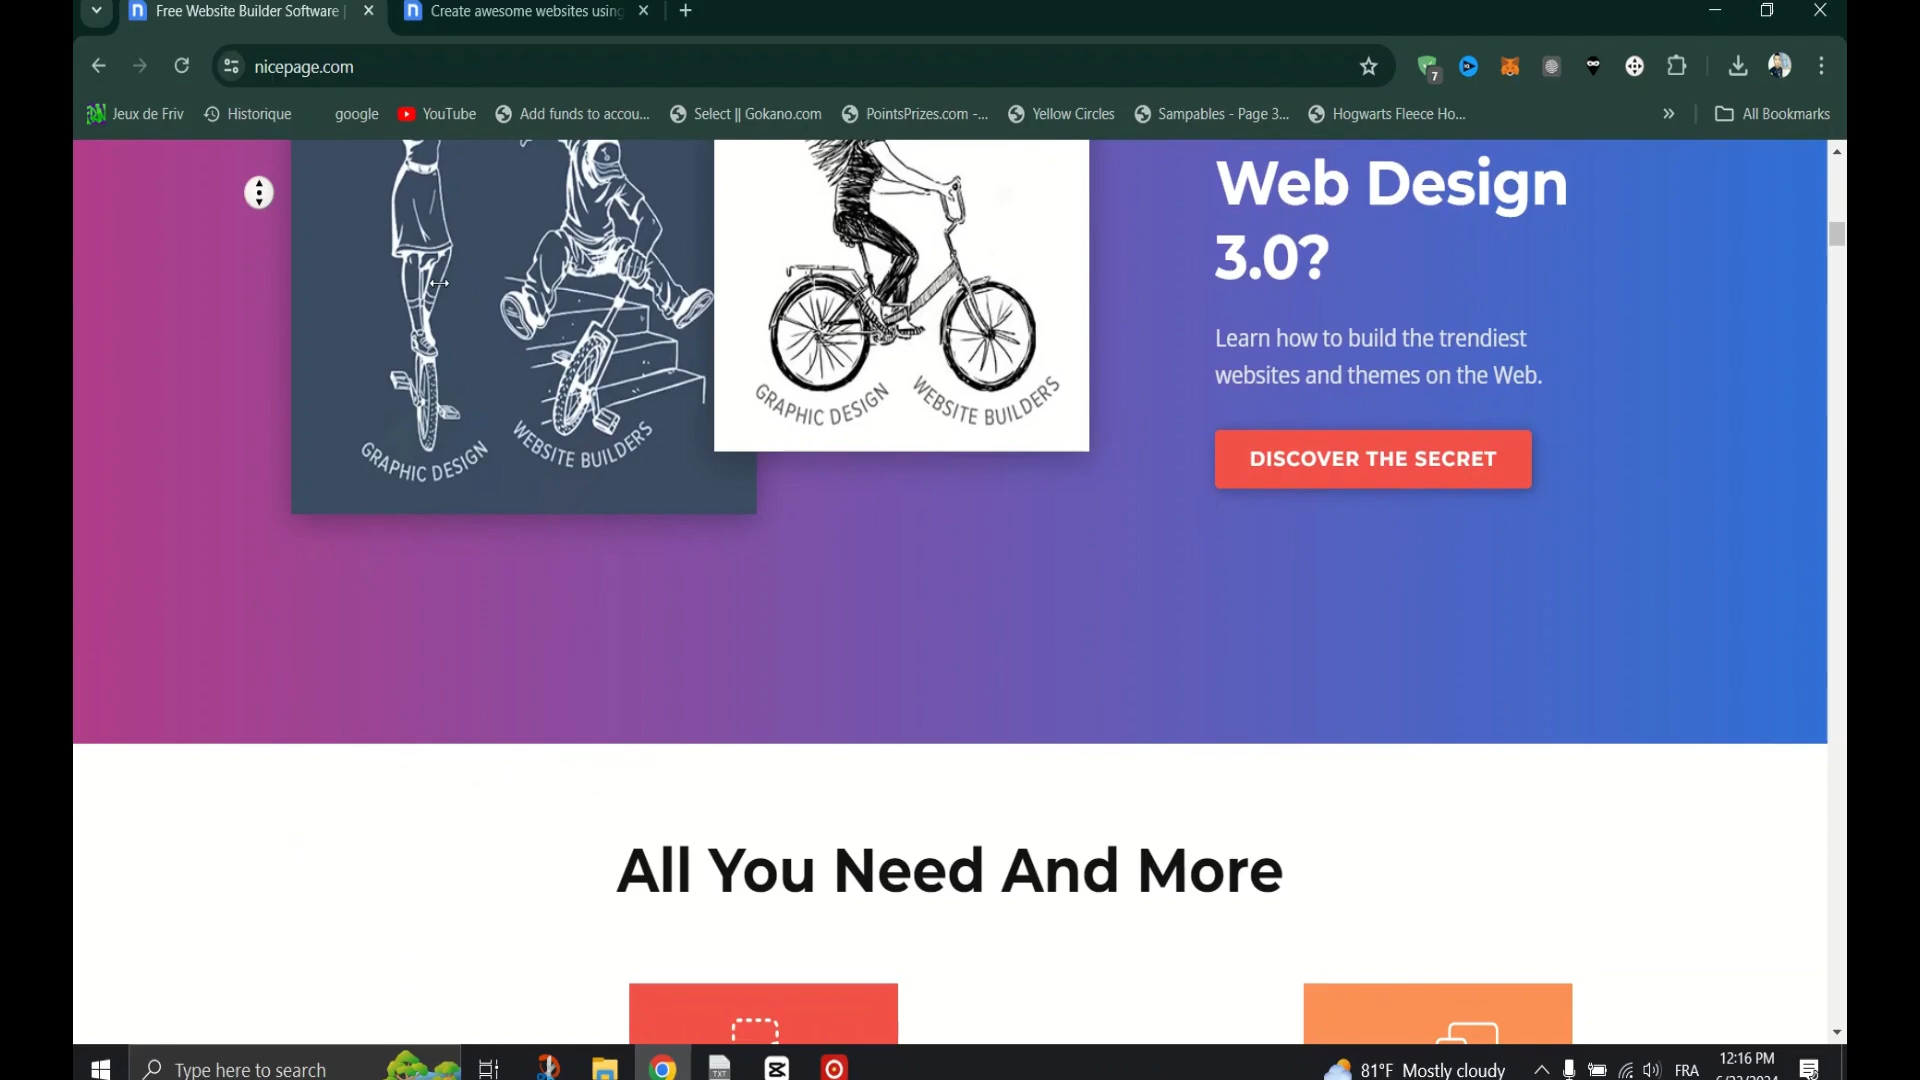 Free Website Builder Software |
Create awesome websites using
nicepage.com
7
Jeux de Friv
Historique
google
YouTube
Add funds to accou...
Select || Gokano.com
PointsPrizes.com -...
Yellow Circles
Sampables - Page 3...
Hogwarts Fleece Ho...
»
All Bookmarks
Web Design
3.0?
Learn how to build the trendiest
websites and themes on the Web.
DISCOVER THE SECRET
GRAPHIC DESIGN
WEBSITE BUILDERS
GRAPHIC DESIGN
WEBSITE BUILDERS
All You Need And More
Type here to search
TXT
81°F Mostly cloudy
FRA
12:16 PM